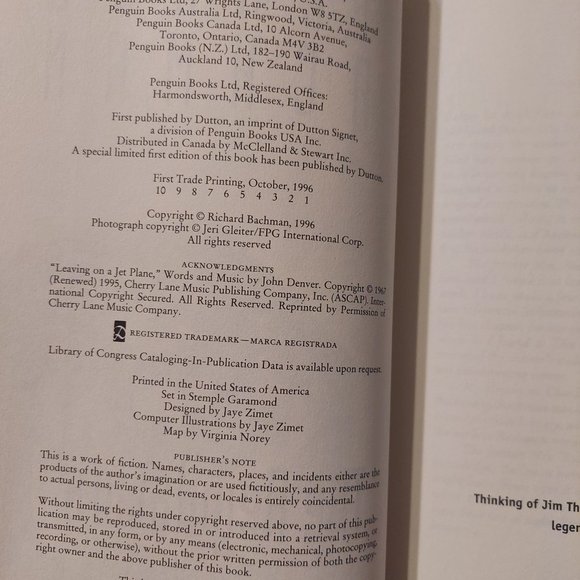 U.S.A.
Penguin Books Ltd, 27 Wrights Lane, London W8 5TZ, England
Penguin Books Australia Ltd, Ringwood, Victoria, Australia
Penguin Books Canada Ltd, 10 Alcorn Avenue,
Toronto, Ontario, Canada M4V 3B2
Penguin Books (N.Z.) Ltd, 182–190 Wairau Road,
Auckland 10, New Zealand
Penguin Books Ltd, Registered Offices:
Harmondsworth, Middlesex, England
First published by Dutton, an imprint of Dutton Signet,
a division of Penguin Books USA Inc.
Distributed in Canada by McClelland & Stewart Inc.
A special limited first edition of this book has been published by Dutton.
First Trade Printing, October, 1996
10 9 8 7 6 5 4 3 2 1
Copyright © Richard Bachman, 1996
Photograph copyright © Jeri Gleiter/FPG International Corp.
All rights reserved
ACKNOWLEDGMENTS
“Leaving on a Jet Plane,” Words and Music by John Denver. Copyright © 1967
(Renewed) 1995, Cherry Lane Music Publishing Company, Inc. (ASCAP). Inter-
national Copyright Secured. All Rights Reserved. Reprinted by Permission of
Cherry Lane Music Company.
REGISTERED TRADEMARK—MARCA REGISTRADA
Library of Congress Cataloging-In-Publication Data is available upon request.
Printed in the United States of America
Set in Stemple Garamond
Designed by Jaye Zimet
Computer Illustrations by Jaye Zimet
Map by Virginia Norey
PUBLISHER’S NOTE
This is a work of fiction. Names, characters, places, and incidents either are the
products of the author’s imagination or are used fictitiously, and any resemblance
to actual persons, living or dead, events, or locales is entirely coincidental.
Without limiting the rights under copyright reserved above, no part of this pub-
lication may be reproduced, stored in or introduced into a retrieval system, or
transmitted, in any form, or by any means (electronic, mechanical, photocopying,
recording, or otherwise), without the prior written permission of both the copy-
right owner and the above publisher of this book.
Thinking of Jim Th
legen